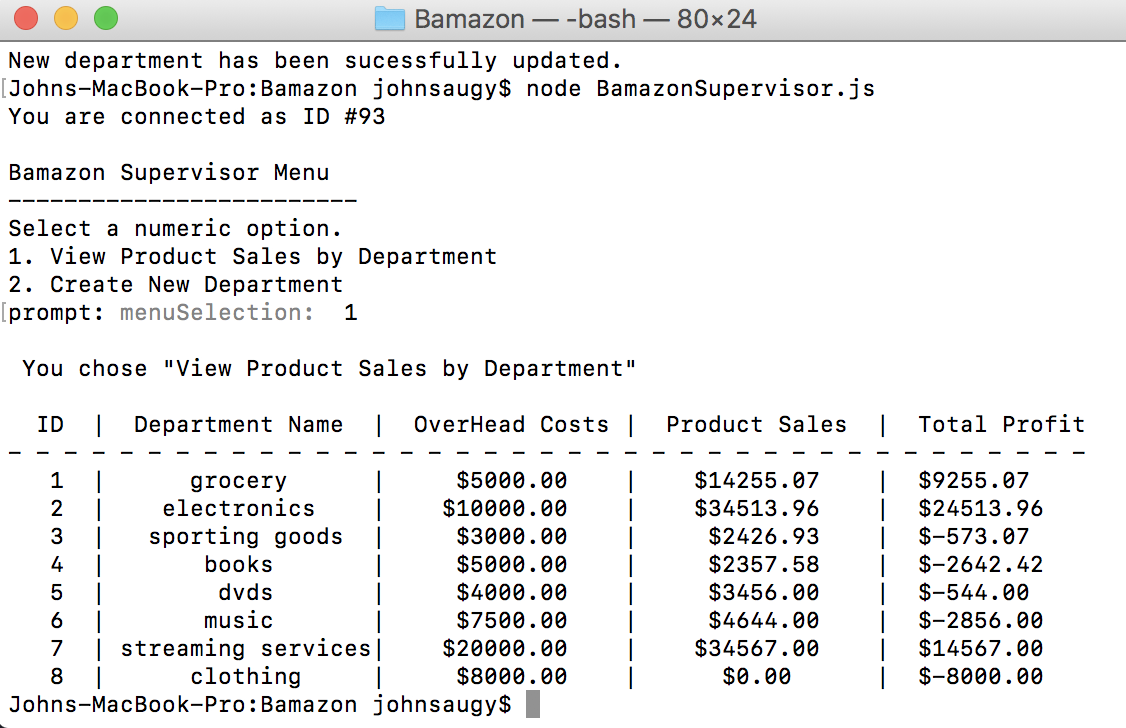 Bamazon — -bash — 80×24
New department has been sucessfully updated.
[Johns-MacBook-Pro:Bamazon johnsaugy$ node BamazonSupervisor.js
You are connected as ID #93
Bamazon Supervisor Menu
-------------------------
Select a numeric option.
1. View Product Sales by Department
2. Create New Department
[prompt: menuSelection:  1
 You chose "View Product Sales by Department"
  ID  |  Department Name  |  OverHead Costs |  Product Sales  |  Total Profit
- - - - - - - - - - - - - - - - - - - - - - - - - - - - - - - - - - - - - - -
   1  |      grocery      |     $5000.00    |    $14255.07    |  $9255.07
   2  |    electronics    |    $10000.00    |    $34513.96    |  $24513.96
   3  |   sporting goods  |     $3000.00    |     $2426.93    |  $-573.07
   4  |       books       |     $5000.00    |     $2357.58    |  $-2642.42
   5  |        dvds       |     $4000.00    |     $3456.00    |  $-544.00
   6  |       music       |     $7500.00    |     $4644.00    |  $-2856.00
   7  | streaming services|    $20000.00    |    $34567.00    |  $14567.00
   8  |      clothing     |     $8000.00    |      $0.00      |  $-8000.00
Johns-MacBook-Pro:Bamazon johnsaugy$